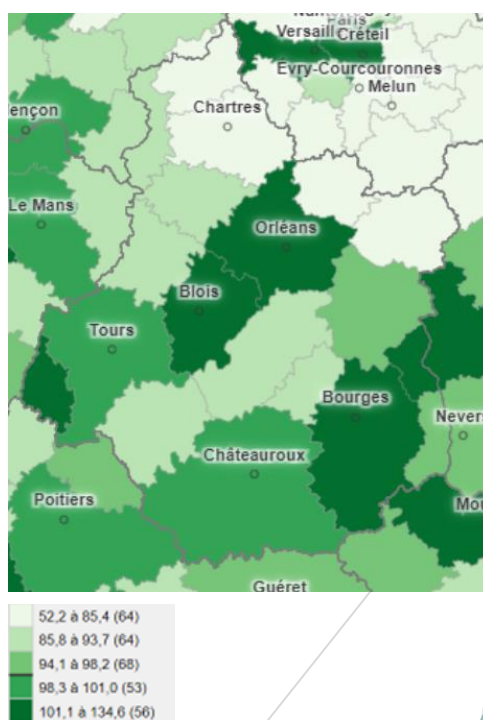 Versaill
Créteil
Évry-Courcouronnes
Melun
Chartres
ençon
Le Mans
Orléans
Blois
Tours
Bourges
Nevers
Châteauroux
Poitiers
Mou
Guéret
52,2 à 85,4 (64)
85,8 à 93,7 (64)
94,1 à 98,2 (68)
98,3 à 101,0 (53)
101,1 à 134,6 (56)